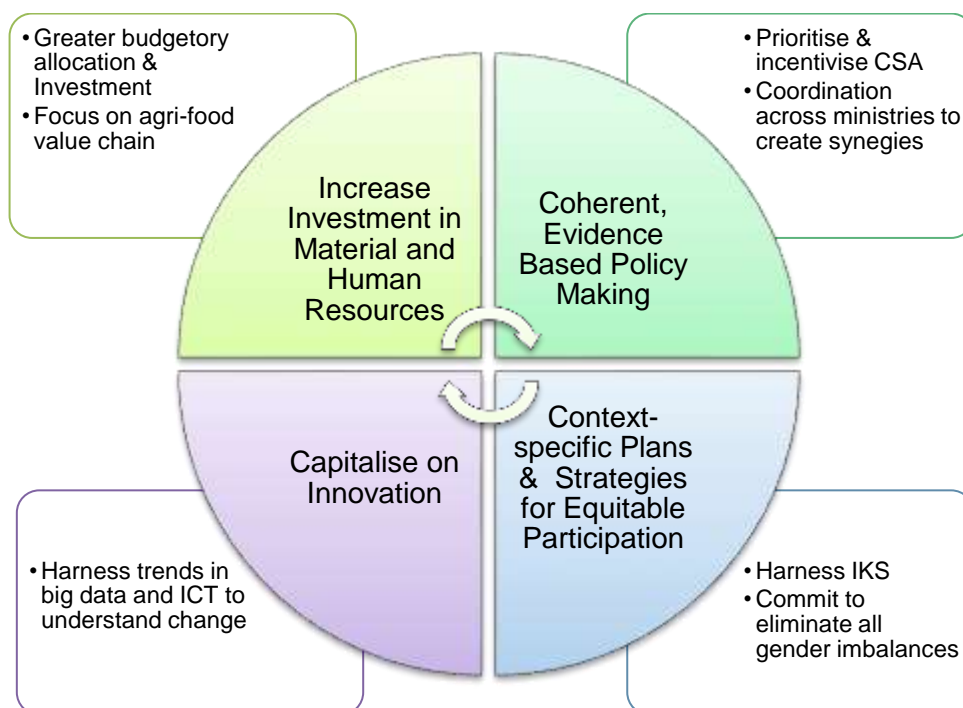 • Greater budgetory
allocation &
Investment
• Focus on agri-food
value chain
• Prioritise &
incentivise CSA
• Coordination
across ministries to
create synegies
Increase
Investment in
Material and
Human
Resources
Coherent,
Evidence
Based Policy
Making
Capitalise on
Innovation
Context-
specific Plans
& Strategies
for Equitable
Participation
• Harness trends in
big data and ICT to
understand change
• Harness IKS
• Commit to
eliminate all
gender imbalances